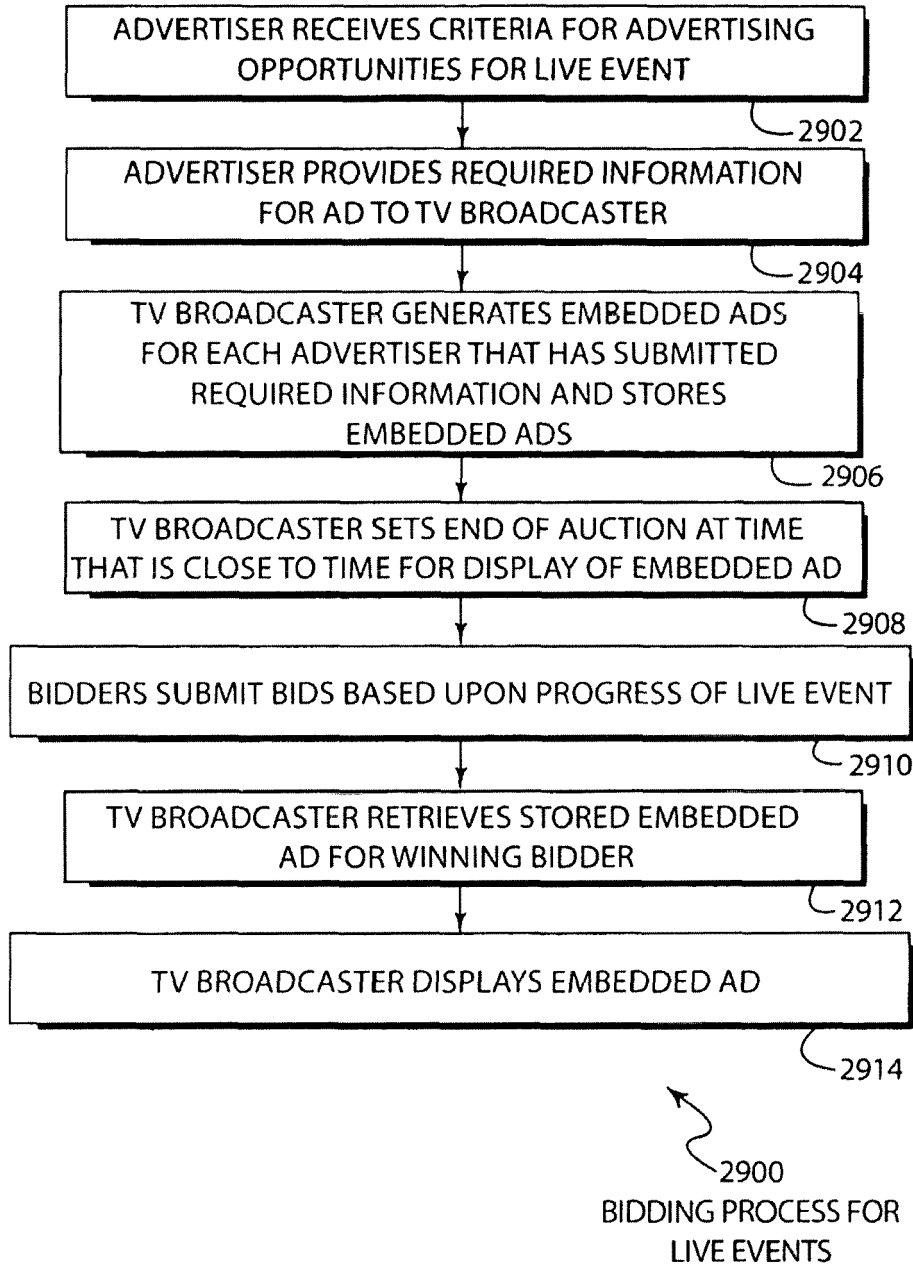 ADVERTISER RECEIVES CRITERIA FOR ADVERTISING
OPPORTUNITIES FOR LIVE EVENT
2902
ADVERTISER PROVIDES REQUIRED INFORMATION
FOR AD TO TV BROADCASTER
2904
TV BROADCASTER GENERATES EMBEDDED ADS
FOR EACH ADVERTISER THAT HAS SUBMITTED
REQUIRED INFORMATION AND STORES
EMBEDDED ADS
2906
TV BROADCASTER SETS END OF AUCTION AT TIME
THAT IS CLOSE TO TIME FOR DISPLAY OF EMBEDDED AD
2908
BIDDERS SUBMIT BIDS BASED UPON PROGRESS OF LIVE EVENT
2910
TV BROADCASTER RETRIEVES STORED EMBEDDED
AD FOR WINNING BIDDER
2912
TV BROADCASTER DISPLAYS EMBEDDED AD
2914
2900
BIDDING PROCESS FOR
LIVE EVENTS